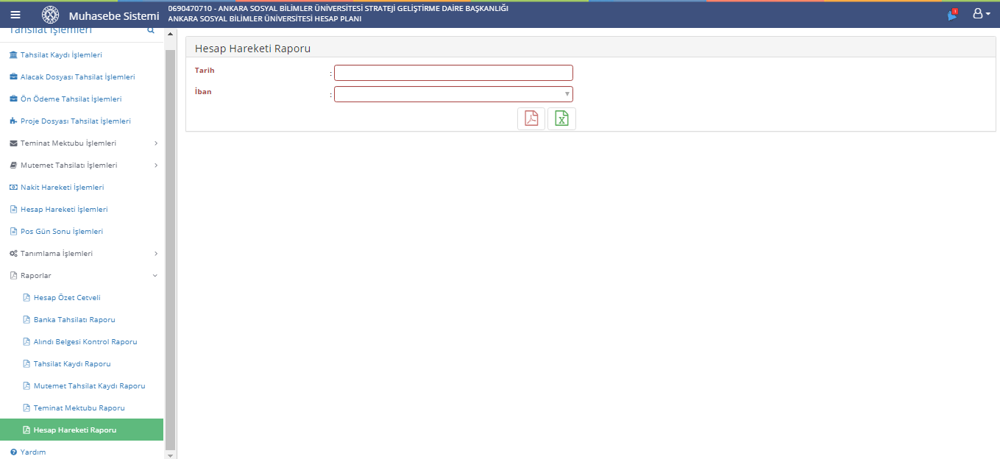 Muhasebe Sistemi
0690470710 - ANKARA SOSYAL BİLİMLER ÜNİVERSİTESİ STRATEJİ GELİŞTİRME DAİRE BAŞKANLIĞI
ANKARA SOSYAL BİLİMLER ÜNİVERSİTESİ HESAP PLANI
1
Tahsilat İşlemleri
Tahsilat Kaydı İşlemleri
Alacak Dosyası Tahsilat İşlemleri
Ön Ödeme Tahsilat İşlemleri
Proje Dosyası Tahsilat İşlemleri
Teminat Mektubu İşlemleri
Mutemet Tahsilatı İşlemleri
Nakit Hareketi İşlemleri
Hesap Hareketi İşlemleri
Pos Gün Sonu İşlemleri
Tanımlama İşlemleri
Raporlar
Hesap Özet Cetveli
Banka Tahsilatı Raporu
Alındı Belgesi Kontrol Raporu
Tahsilat Kaydı Raporu
Mutemet Tahsilat Kaydı Raporu
Teminat Mektubu Raporu
Hesap Hareketi Raporu
Yardım
Hesap Hareketi Raporu
Tarih :
İban :